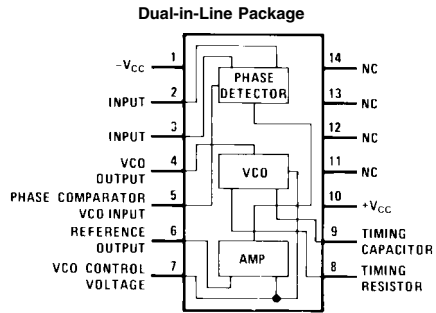 Dual-in-Line Package
-VCC 1
INPUT 2
INPUT 3
VCO OUTPUT 4
PHASE COMPARATOR VCO INPUT 5
REFERENCE OUTPUT 6
VCO CONTROL VOLTAGE 7
PHASE
DETECTOR
VCO
AMP
14 NC
13 NC
12 NC
11 NC
10 +VCC
9 TIMING CAPACITOR
8 TIMING RESISTOR